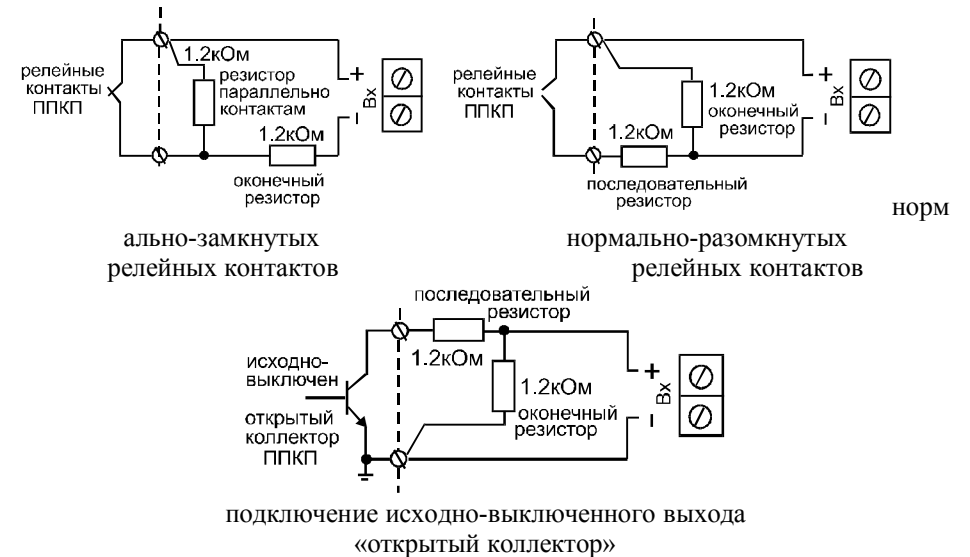 релейные
контакты
ППКП
1.2кОм
резистор
параллельно
контактам
1.2кОм
оконечный
резистор
+
Вх
–
релейные
контакты
ППКП
1.2кОм
оконечный
резистор
1.2кОм
последовательный
резистор
+
Вх
–
норм
ально-замкнутых
релейных контактов
нормально-разомкнутых
релейных контактов
последовательный
резистор
1.2кОм
исходно-
выключен
открытый
коллектор
ППКП
1.2кОм
оконечный
резистор
+
Вх
–
подключение исходно-выключенного выхода
«открытый коллектор»